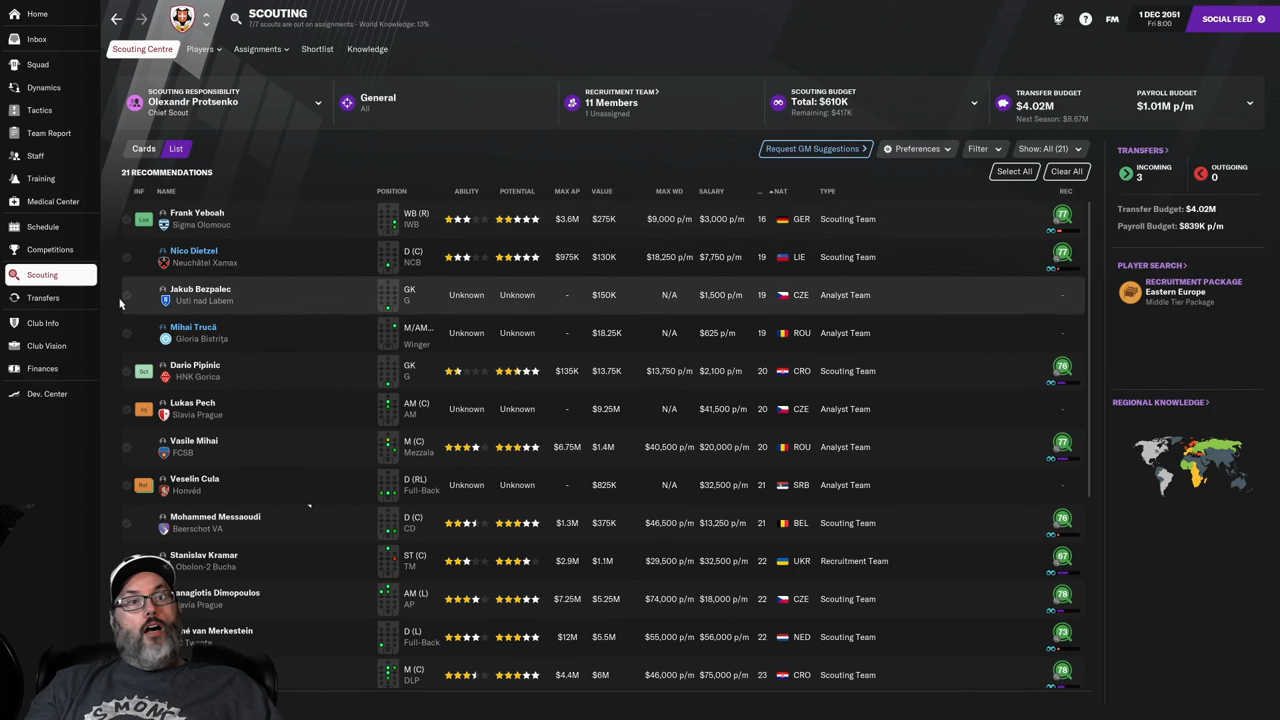 Home
Inbox
Squad
Dynamics
Tactics
Team Report
Staff
Training
Medical Center
Schedule
Competitions
Scouting
Transfers
Club Info
Club Vision
Finances
Dev. Center
SCOUTING
7/7 scouts are out on assignments - World Knowledge: 13%
FM
1 DEC 2051
Fri 8:00
SOCIAL FEED
Scouting Centre
Players
Assignments
Shortlist
Knowledge
SCOUTING RESPONSIBILITY
Olexandr Protsenko
Chief Scout
General
All
RECRUITMENT TEAM >
11 Members
1 Unassigned
SCOUTING BUDGET
Total: $610K
Remaining: $417K
TRANSFER BUDGET
$4.02M
Next Season: $8.67M
PAYROLL BUDGET
$1.01M p/m
Cards
List
Request GM Suggestions >
Preferences
Filter
Show: All (21)
21 RECOMMENDATIONS
Select All
Clear All
INF NAME POSITION ABILITY POTENTIAL MAX AP VALUE MAX WD SALARY ... NAT TYPE REC
Loa Frank Yeboah WB (R) $3.6M $275K $9,000 p/m $3,000 p/m 16 GER Scouting Team 77
Sigma Olomouc IWB
Nico Dietzel D (C) $975K $130K $18,250 p/m $7,750 p/m 19 LIE Scouting Team 77
Neuchâtel Xamax NCB
Jakub Bezpalec GK Unknown Unknown - $150K N/A $1,500 p/m 19 CZE Analyst Team -
Usti nad Labem G
Mihai Trucă M/AM... Unknown Unknown - $18.25K N/A $625 p/m 19 ROU Analyst Team -
Gloria Bistrița Winger
Sct Dario Pipinic GK $135K $13.75K $13,750 p/m $2,100 p/m 20 CRO Scouting Team 76
HNK Gorica G
Inj Lukas Pech AM (C) Unknown Unknown - $9.25M N/A $41,500 p/m 20 CZE Analyst Team -
Slavia Prague AM
Vasile Mihai M (C) $6.75M $1.4M $40,500 p/m $20,000 p/m 20 ROU Scouting Team 77
FCSB Mezzala
Veselin Cula D (RL) Unknown Unknown - $825K N/A $32,500 p/m 21 SRB Analyst Team -
Honvéd Full-Back
Mohammed Messaoudi D (C) $1.3M $375K $46,500 p/m $13,250 p/m 21 BEL Scouting Team 76
Beerschot VA CD
Stanislav Kramar ST (C) $2.9M $1.1M $29,500 p/m $32,500 p/m 22 UKR Recruitment Team 67
Obolon-2 Bucha TM
anagiotis Dimopoulos AM (L) $7.25M $5.25M $74,000 p/m $18,000 p/m 22 CZE Scouting Team 78
lavia Prague AP
né van Merkestein D (L) $12M $5.5M $55,000 p/m $56,000 p/m 22 NED Scouting Team 73
Twente Full-Back
M (C) $4.4M $6M $46,000 p/m $75,000 p/m 23 CRO Scouting Team 78
DLP
TRANSFERS >
INCOMING
3
OUTGOING
0
Transfer Budget: $4.02M
Payroll Budget: $839K p/m
PLAYER SEARCH >
RECRUITMENT PACKAGE
Eastern Europe
Middle Tier Package
REGIONAL KNOWLEDGE >